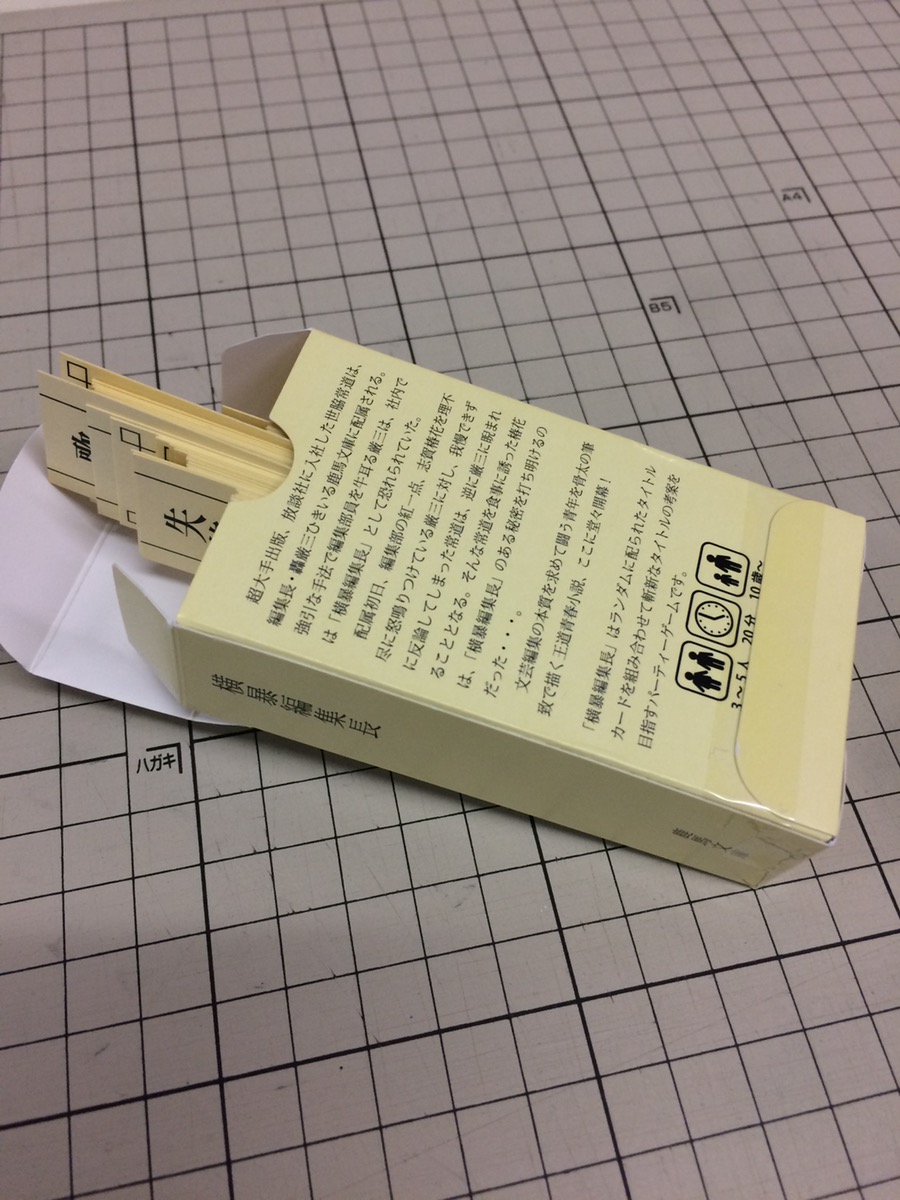 超大手出版、放談社に入社した世脇常道は、
編集長・轟厳三ひきいる鹿馬文庫に配属される。
強引な手法で編集部員を牛耳る厳三は、社内で
は「横暴編集長」として恐れられていた。
配属初日、編集部の紅一点、志賀椿花を理不
尽に怒鳴りつけている厳三に対し、我慢できず
に反論してしまった常道は、逆に厳三に睨まれ
ることとなる。そんな常道を食事に誘った椿花
は、「横暴編集長」のある秘密を打ち明けるの
だった・・・。
文芸編集の本質を求めて闘う青年を骨太の筆
致で描く王道青春小説、ここに堂々開幕！
「横暴編集長」はランダムに配られたタイトル
カードを組み合わせて斬新なタイトルの考案を
目指すパーティーゲームです。
3～5人 20分 10歳～
横暴編集長
失
A4
B5
ハガキ